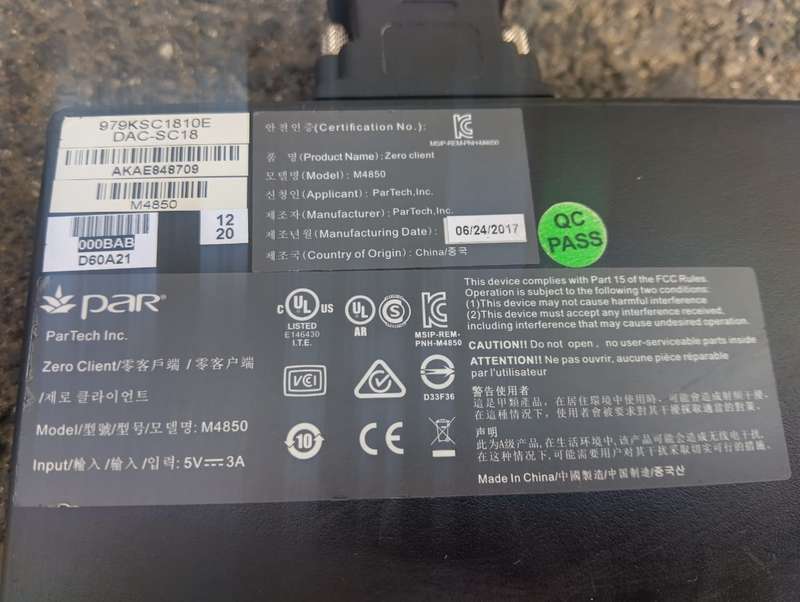 979KSC1810E
DAC-SC18
AKAE848709
M4850
000BAB
D60A21
12
20
안전인증(Certification No.):
MSIP-REM-PNH-M4850
품 명(Product Name): Zero client
모델명(Model): M4850
신청인(Applicant): ParTech,Inc.
제조자(Manufacturer): ParTech,Inc.
제조년월(Manufacturing Date): 06/24/2017
제조국(Country of Origin): China/중국
QC
PASS
par
ParTech Inc.
Zero Client/零客戶端 / 零客户端
/제로 클라이언트
Model/型號/型号/모델명: M4850
Input/輸入 /输入/입력: 5V⎓3A
C UL US
LISTED
E146430
I.T.E.
UL
AR
S
MSIP-REM-
PNH-M4850
VCI
D33F36
10
CE
This device complies with Part 15 of the FCC Rules
Operation is subject to the following two conditions:
(1)This device may not cause harmful interference
(2)This device must accept any interference received,
including interference that may cause undesired operation.
CAUTION!! Do not open , no user-serviceable parts inside
ATTENTION!! Ne pas ouvrir, aucune pièce réparable
par l'utilisateur
警告使用者
這是甲類產品，在居住環境中使用時，可能會造成射頻干擾，
在這種情況下，使用者會被要求對其干擾採取適當的對策。
声明
此为A级产品,在生活环境中,该产品可能会造成无线电干扰,
在这种情况下,可能需要用户对其干扰采取切实可行的措施。
Made In China/中國製造/中国制造/중국산